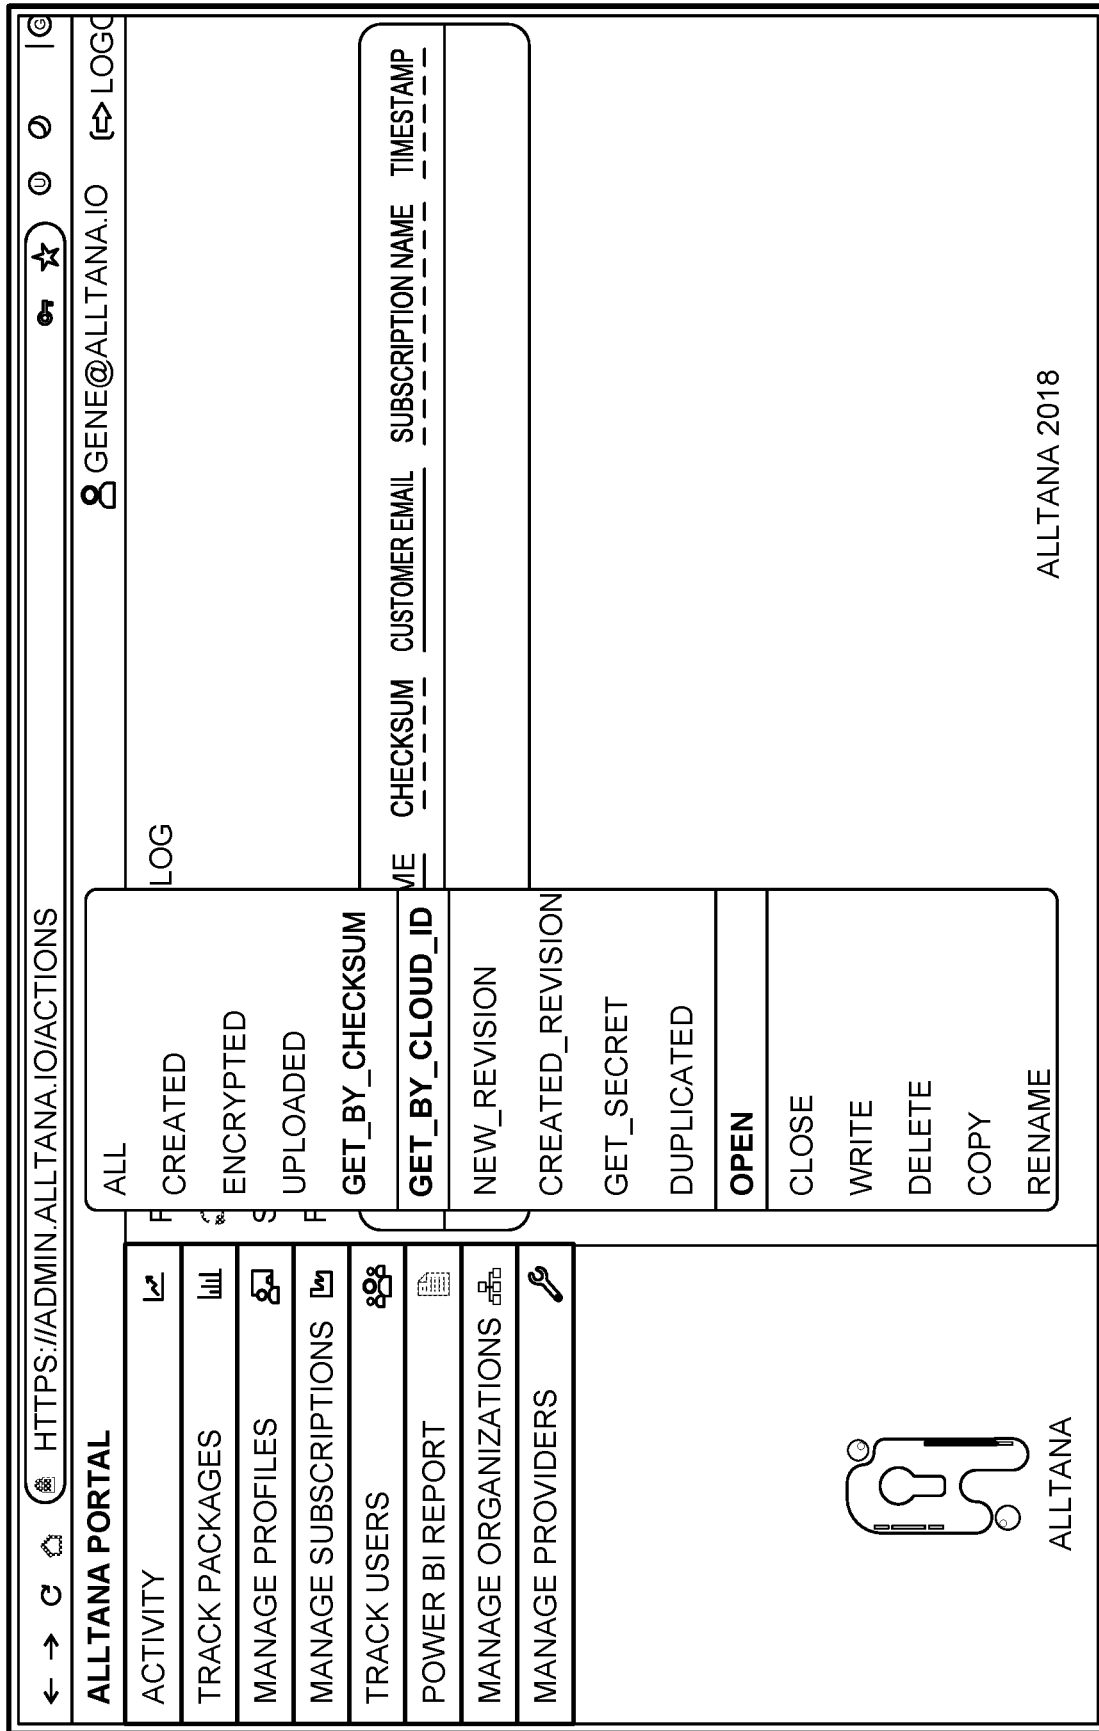 HTTPS://ADMIN.ALLTANA.IO/ACTIONS U G
ALLTANA PORTAL GENE@ALLTANA.IO LOGO
ACTIVITY
TRACK PACKAGES
MANAGE PROFILES
MANAGE SUBSCRIPTIONS
TRACK USERS
POWER BI REPORT
MANAGE ORGANIZATIONS
MANAGE PROVIDERS
ALLTANA
LOG
ALL
CREATED
ENCRYPTED
UPLOADED
GET_BY_CHECKSUM
GET_BY_CLOUD_ID
NEW_REVISION
CREATED_REVISION
GET_SECRET
DUPLICATED
OPEN
CLOSE
WRITE
DELETE
COPY
RENAME
ME CHECKSUM CUSTOMER EMAIL SUBSCRIPTION NAME TIMESTAMP
ALLTANA 2018